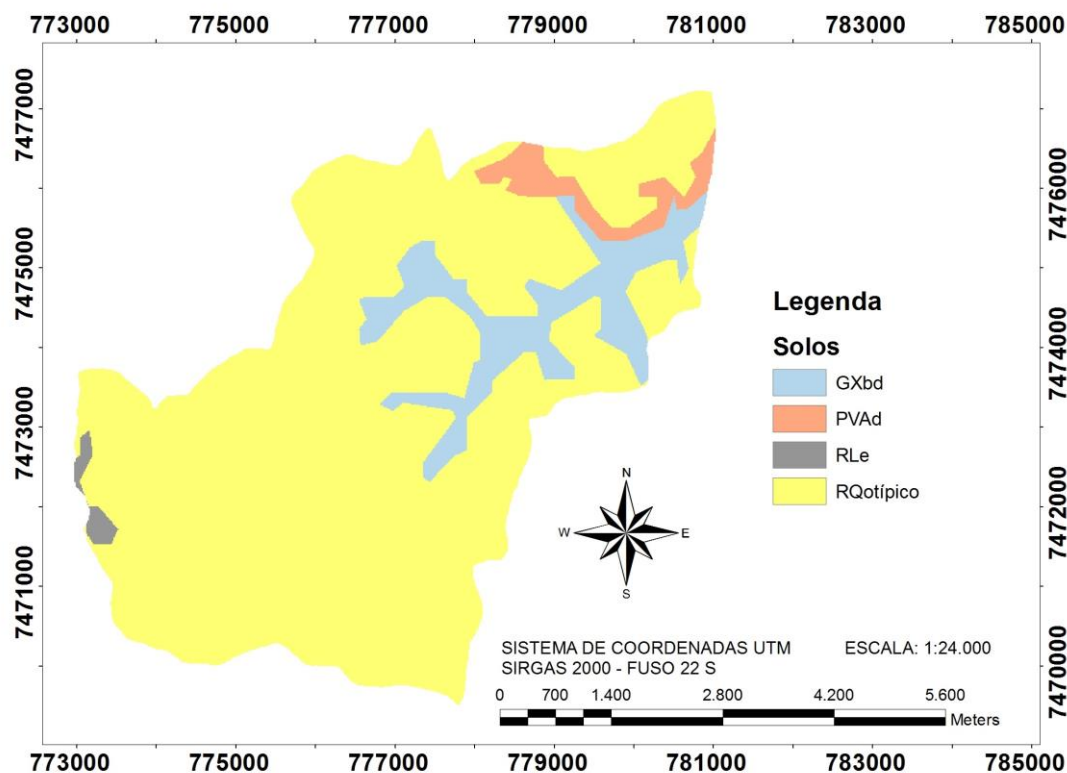 773000 775000 777000 779000 781000 783000 785000
7477000
7476000
7475000
7474000
7473000
7472000
7471000
7470000
Legenda
Solos
GXbd
PVAd
RLe
RQotípico
N
W E
S
SISTEMA DE COORDENADAS UTM ESCALA: 1:24.000
SIRGAS 2000 - FUSO 22 S
0 700 1.400 2.800 4.200 5.600
Meters
773000 775000 777000 779000 781000 783000 785000